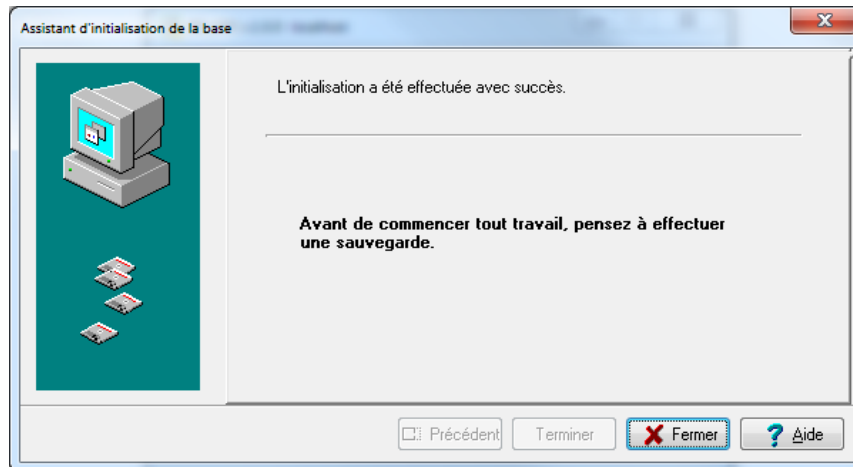 Assistant d'initialisation de la base
L'initialisation a été effectuée avec succès.
Avant de commencer tout travail, pensez à effectuer
une sauvegarde.
Précédent
Terminer
Fermer
Aide